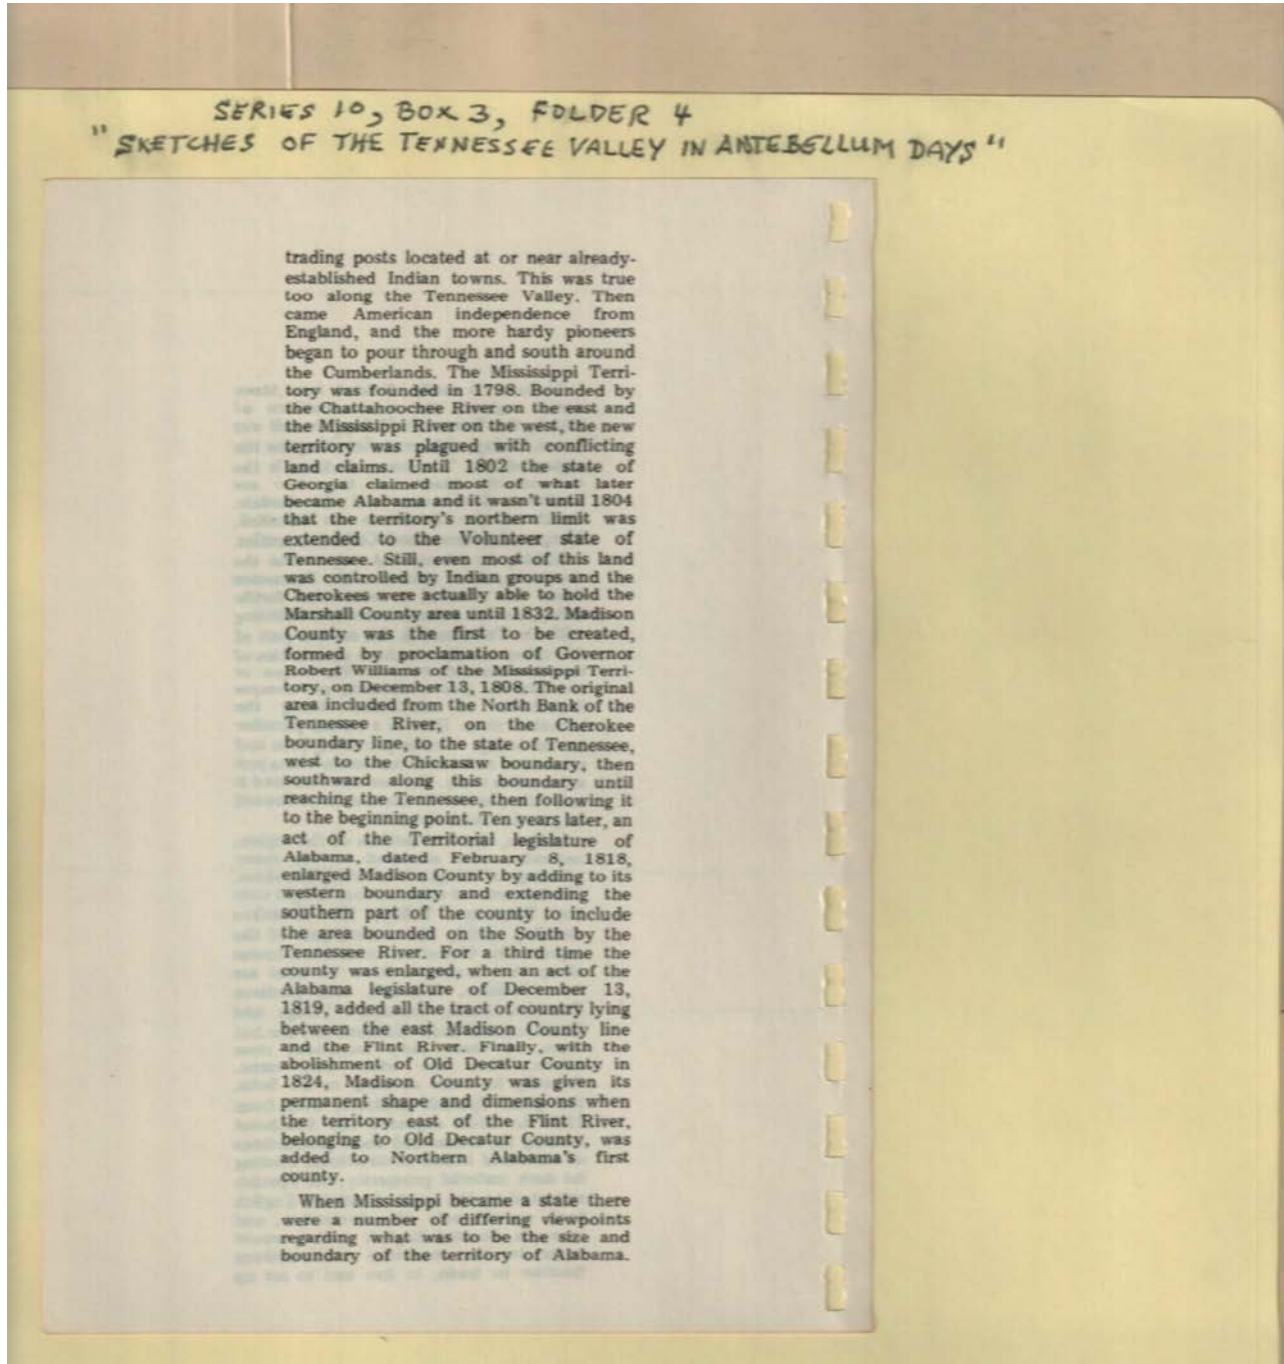 SERIES 10, BOX 3, FOLDER 4
"SKETCHES OF THE TENNESSEE VALLEY IN ANTEBELLUM DAYS"
trading posts located at or near already-
established Indian towns. This was true
too along the Tennessee Valley. Then
came American independence from
England, and the more hardy pioneers
began to pour through and south around
the Cumberlands. The Mississippi Terri-
tory was founded in 1798. Bounded by
the Chattahoochee River on the east and
the Mississippi River on the west, the new
territory was plagued with conflicting
land claims. Until 1802 the state of
Georgia claimed most of what later
became Alabama and it wasn't until 1804
that the territory's northern limit was
extended to the Volunteer state of
Tennessee. Still, even most of this land
was controlled by Indian groups and the
Cherokees were actually able to hold the
Marshall County area until 1832. Madison
County was the first to be created,
formed by proclamation of Governor
Robert Williams of the Mississippi Terri-
tory, on December 13, 1808. The original
area included from the North Bank of the
Tennessee River, on the Cherokee
boundary line, to the state of Tennessee,
west to the Chickasaw boundary, then
southward along this boundary until
reaching the Tennessee, then following it
to the beginning point. Ten years later, an
act of the Territorial legislature of
Alabama, dated February 8, 1818,
enlarged Madison County by adding to its
western boundary and extending the
southern part of the county to include
the area bounded on the South by the
Tennessee River. For a third time the
county was enlarged, when an act of the
Alabama legislature of December 13,
1819, added all the tract of country lying
between the east Madison County line
and the Flint River. Finally, with the
abolishment of Old Decatur County in
1824, Madison County was given its
permanent shape and dimensions when
the territory east of the Flint River,
belonging to Old Decatur County, was
added to Northern Alabama's first
county.
When Mississippi became a state there
were a number of differing viewpoints
regarding what was to be the size and
boundary of the territory of Alabama.